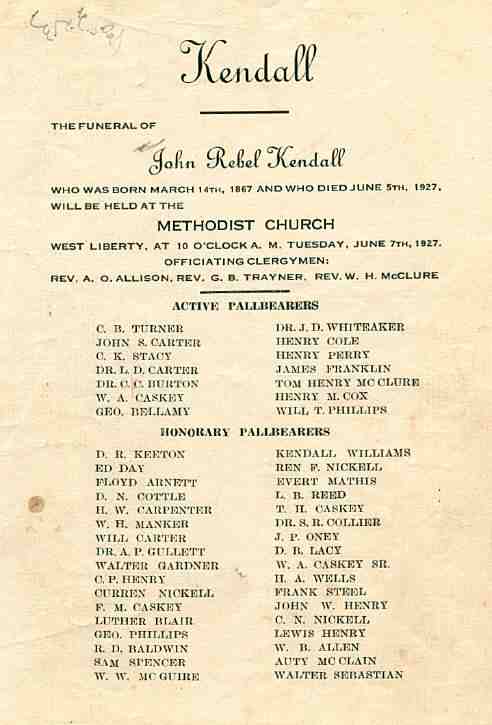 Kendall
THE FUNERAL OF
John Rebel Kendall
WHO WAS BORN MARCH 14TH, 1867 AND WHO DIED JUNE 5TH, 1927,
WILL BE HELD AT THE
METHODIST CHURCH
WEST LIBERTY, AT 10 O'CLOCK A. M. TUESDAY, JUNE 7TH, 1927.
OFFICIATING CLERGYMEN:
REV. A. O. ALLISON, REV. G. B. TRAYNER, REV. W. H. McCLURE
ACTIVE PALLBEARERS
C. B. TURNER
JOHN S. CARTER
C. K. STACY
DR. L. D. CARTER
DR. C. C. BURTON
W. A. CASKEY
GEO. BELLAMY
DR. J. D. WHITEAKER
HENRY COLE
HENRY PERRY
JAMES FRANKLIN
TOM HENRY MC CLURE
HENRY M. COX
WILL T. PHILLIPS
HONORARY PALLBEARERS
D. R. KEETON
ED DAY
FLOYD ARNETT
D. N. COTTLE
H. W. CARPENTER
W. H. MANKER
WILL CARTER
DR. A. P. GULLETT
WALTER GARDNER
C. P. HENRY
CURREN NICKELL
F. M. CASKEY
LUTHER BLAIR
GEO. PHILLIPS
R. D. BALDWIN
SAM SPENCER
W. W. MC GUIRE
KENDALL WILLIAMS
REN F. NICKELL
EVERT MATHIS
L. B. REED
T. H. CASKEY
DR. S. R. COLLIER
J. P. ONEY
D. B. LACY
W. A. CASKEY SR.
H. A. WELLS
FRANK STEEL
JOHN W. HENRY
C. N. NICKELL
LEWIS HENRY
W. B. ALLEN
AUTY MC CLAIN
WALTER SEBASTIAN